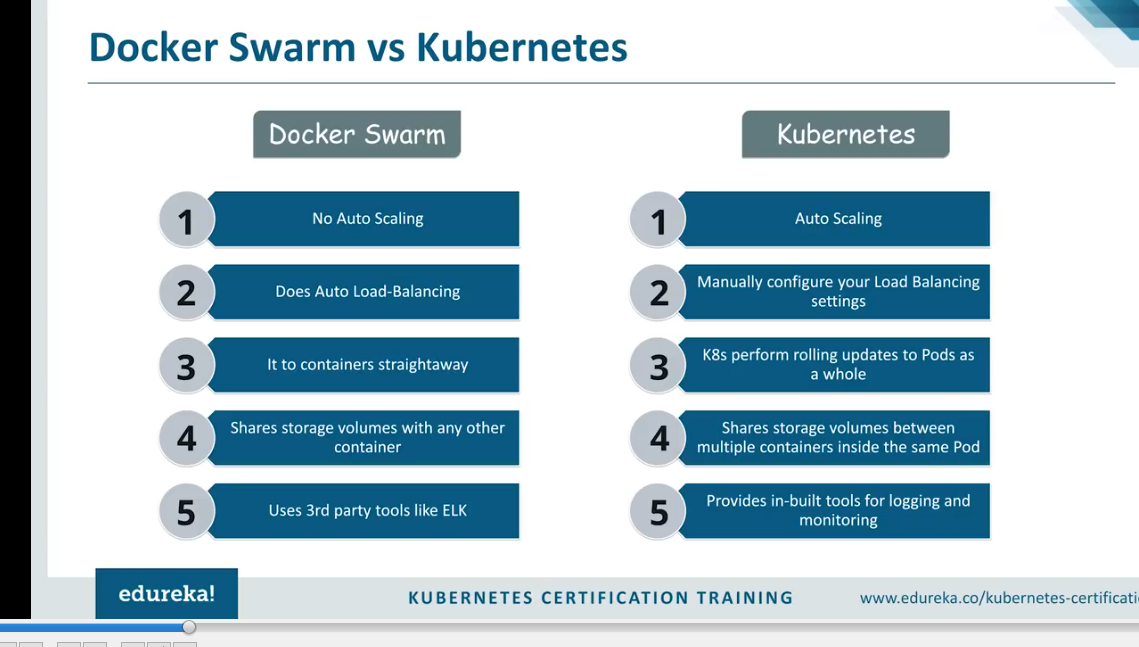 Docker Swarm vs Kubernetes
Docker Swarm
1
No Auto Scaling
2
Does Auto Load-Balancing
3
It to containers straightaway
4
Shares storage volumes with any other
container
5
Uses 3rd party tools like ELK
Kubernetes
1
Auto Scaling
2
Manually configure your Load Balancing
settings
3
K8s perform rolling updates to Pods as
a whole
4
Shares storage volumes between
multiple containers inside the same Pod
5
Provides in-built tools for logging and
monitoring
edureka!
KUBERNETES CERTIFICATION TRAINING
www.edureka.co/kubernetes-certificati